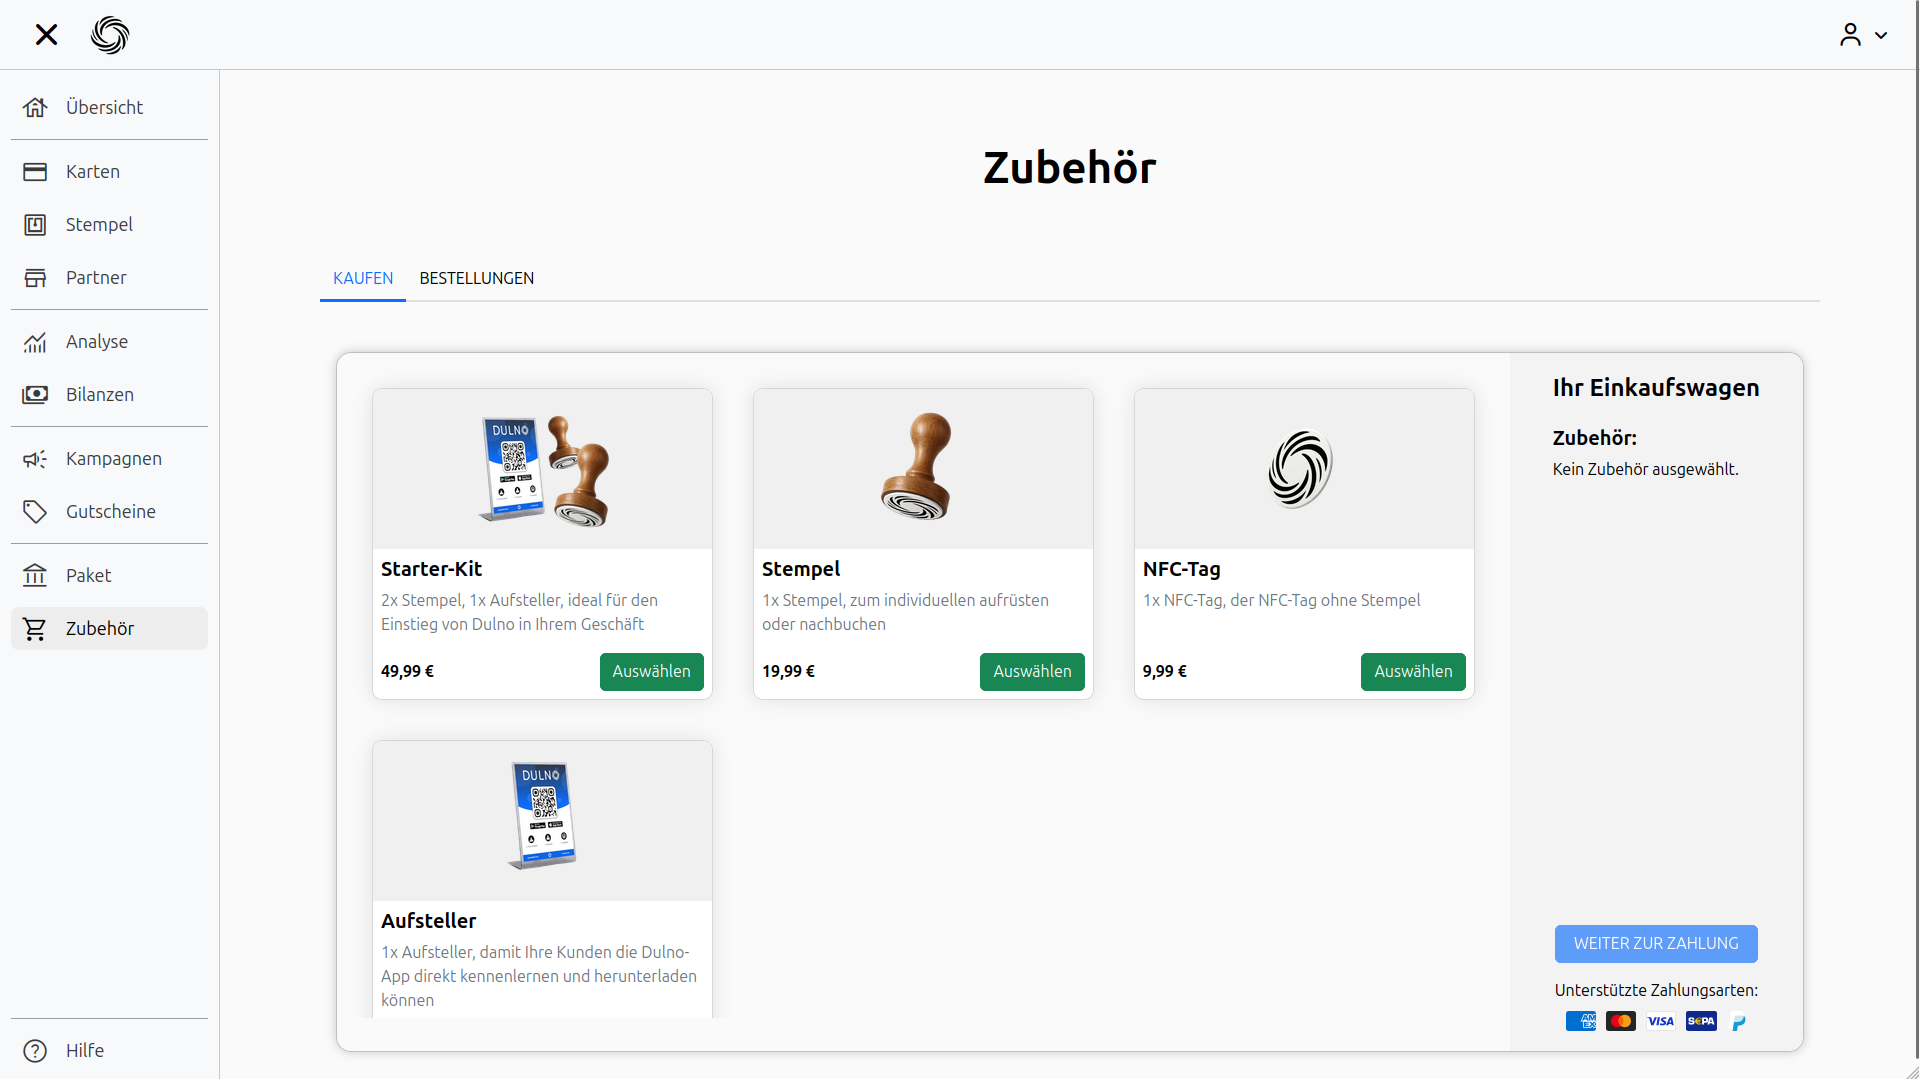 Übersicht
Karten
Stempel
Partner
Analyse
Bilanzen
Kampagnen
Gutscheine
Paket
Zubehör
Hilfe
Zubehör
KAUFEN
BESTELLUNGEN
DULNO
Starter-Kit
2x Stempel, 1x Aufsteller, ideal für den
Einstieg von Dulno in Ihrem Geschäft
49,99 €
Auswählen
Stempel
1x Stempel, zum individuellen aufrüsten
oder nachbuchen
19,99 €
Auswählen
NFC-Tag
1x NFC-Tag, der NFC-Tag ohne Stempel
9,99 €
Auswählen
DULNO
Aufsteller
1x Aufsteller, damit Ihre Kunden die Dulno-
App direkt kennenlernen und herunterladen
können
Ihr Einkaufswagen
Zubehör:
Kein Zubehör ausgewählt.
WEITER ZUR ZAHLUNG
Unterstützte Zahlungsarten:
AMEX
VISA
SEPA